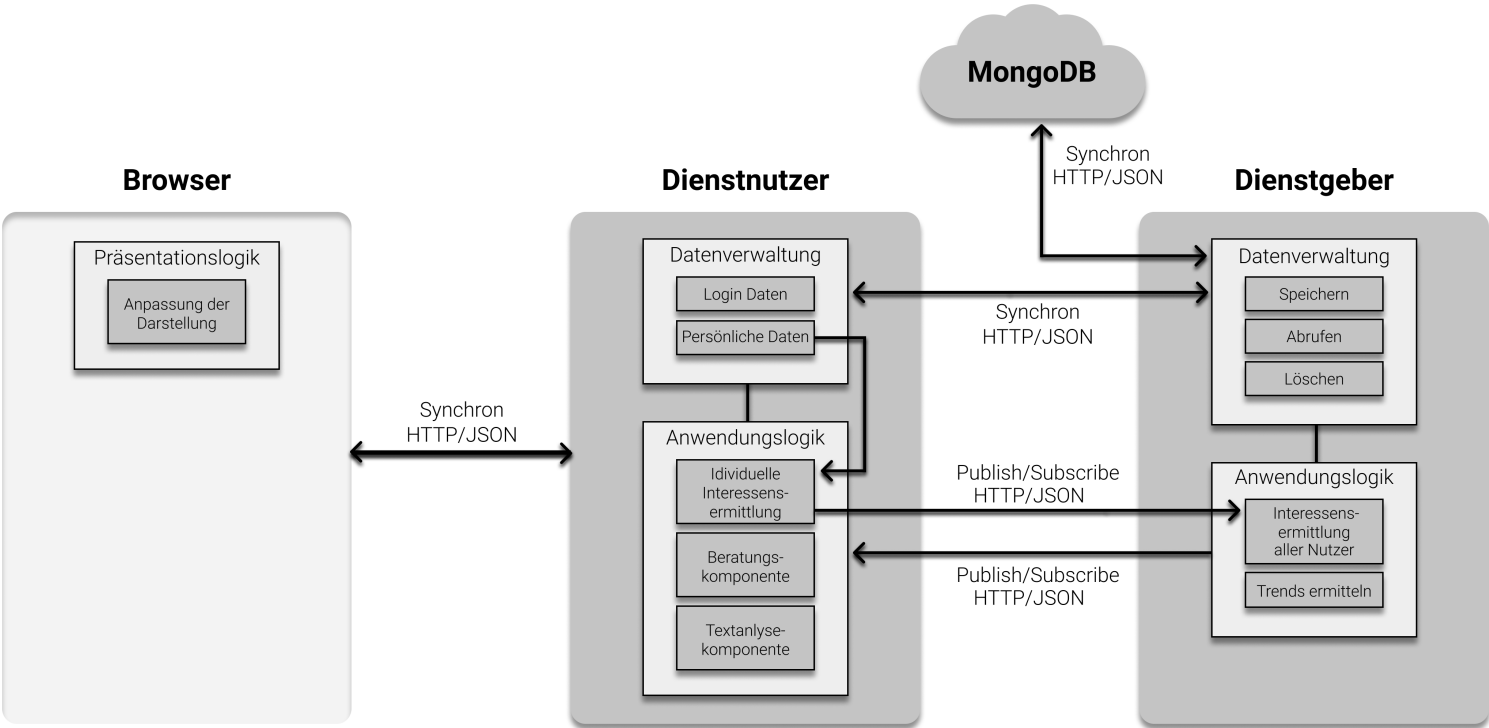 MongoDB
Synchron
HTTP/JSON
Browser
Präsentationslogik
Anpassung der
Darstellung
Synchron
HTTP/JSON
Dienstnutzer
Datenverwaltung
Login Daten
Persönliche Daten
Anwendungslogik
Idividuelle
Interessens-
ermittlung
Beratungs-
komponente
Textanalyse-
komponente
Synchron
HTTP/JSON
Publish/Subscribe
HTTP/JSON
Publish/Subscribe
HTTP/JSON
Dienstgeber
Datenverwaltung
Speichern
Abrufen
Löschen
Anwendungslogik
Interessens-
ermittlung
aller Nutzer
Trends ermitteln